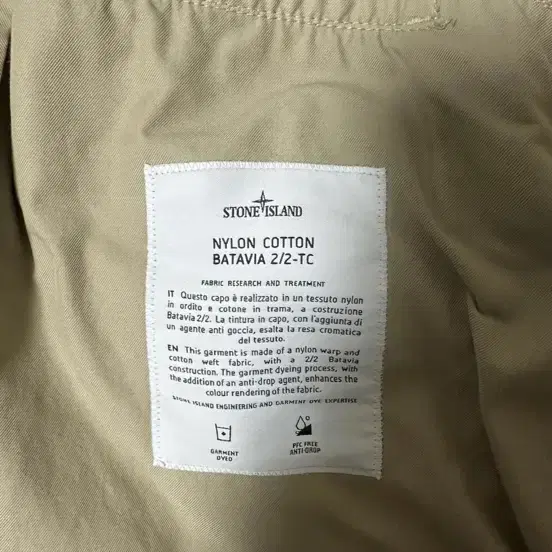 STONE ISLAND
NYLON COTTON
BATAVIA 2/2-TC
FABRIC RESEARCH AND TREATMENT
IT Questo capo è realizzato in un tessuto nylon
in ordito e cotone in trama, a costruzione
Batavia 2/2. La tintura in capo, con l'aggiunta di
un agente anti goccia, esalta la resa cromatica
del tessuto.
EN This garment is made of a nylon warp and
cotton weft fabric, with a 2/2 Batavia
construction. The garment dyeing process, with
the addition of an anti-drop agent, enhances the
colour rendering of the fabric.
STONE ISLAND ENGINEERING AND GARMENT DYE EXPERTISE
GARMENT
DYED
PFC FREE
ANTI-DROP